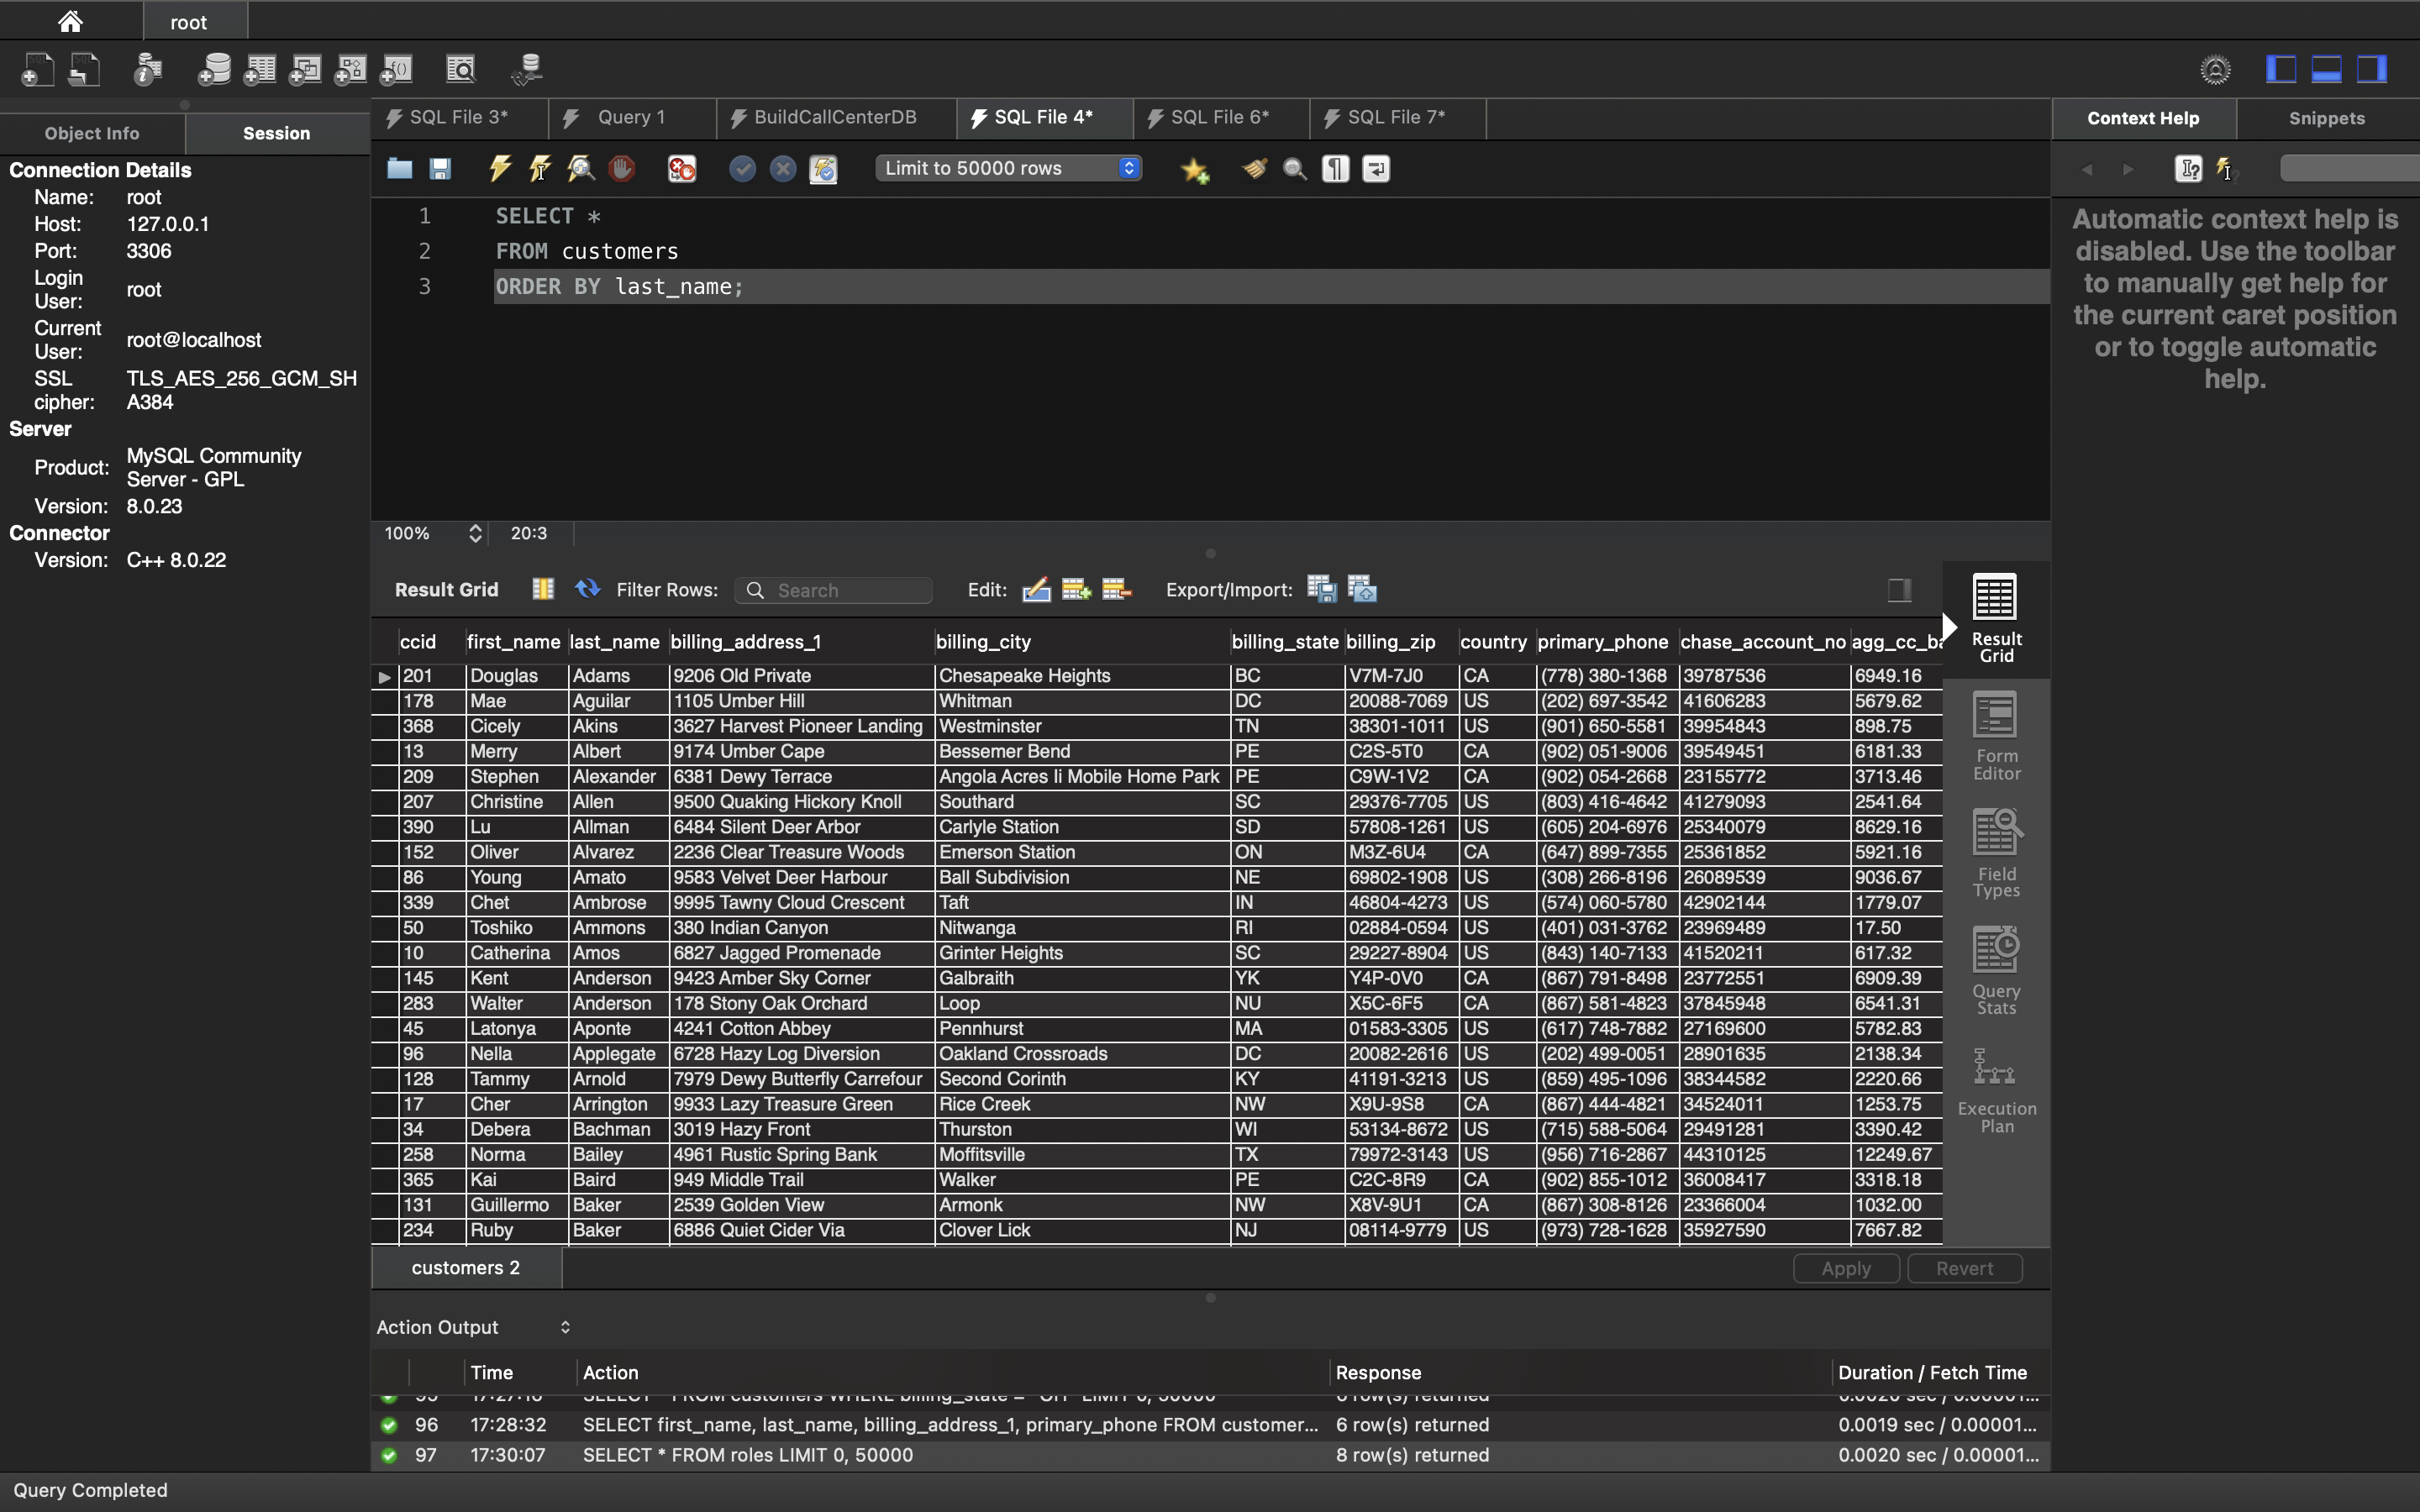 root
Object Info Session
Connection Details
Name: root
Host: 127.0.0.1
Port: 3306
Login User: root
Current User: root@localhost
SSL cipher: TLS_AES_256_GCM_SHA384
Server
Product: MySQL Community Server - GPL
Version: 8.0.23
Connector
Version: C++ 8.0.22
SQL File 3* Query 1 BuildCallCenterDB SQL File 4* SQL File 6* SQL File 7*
Limit to 50000 rows
1 SELECT *
2 FROM customers
3 ORDER BY last_name;
100% 20:3
Context Help Snippets
Automatic context help is
disabled. Use the toolbar
to manually get help for
the current caret position
or to toggle automatic
help.
Result Grid Filter Rows: Search Edit: Export/Import:
ccid first_name last_name billing_address_1 billing_city billing_state billing_zip country primary_phone chase_account_no agg_cc_ba
201 Douglas Adams 9206 Old Private Chesapeake Heights BC V7M-7J0 CA (778) 380-1368 39787536 6949.16
178 Mae Aguilar 1105 Umber Hill Whitman DC 20088-7069 US (202) 697-3542 41606283 5679.62
368 Cicely Akins 3627 Harvest Pioneer Landing Westminster TN 38301-1011 US (901) 650-5581 39954843 898.75
13 Merry Albert 9174 Umber Cape Bessemer Bend PE C2S-5T0 CA (902) 051-9006 39549451 6181.33
209 Stephen Alexander 6381 Dewy Terrace Angola Acres Ii Mobile Home Park PE C9W-1V2 CA (902) 054-2668 23155772 3713.46
207 Christine Allen 9500 Quaking Hickory Knoll Southard SC 29376-7705 US (803) 416-4642 41279093 2541.64
390 Lu Allman 6484 Silent Deer Arbor Carlyle Station SD 57808-1261 US (605) 204-6976 25340079 8629.16
152 Oliver Alvarez 2236 Clear Treasure Woods Emerson Station ON M3Z-6U4 CA (647) 899-7355 25361852 5921.16
86 Young Amato 9583 Velvet Deer Harbour Ball Subdivision NE 69802-1908 US (308) 266-8196 26089539 9036.67
339 Chet Ambrose 9995 Tawny Cloud Crescent Taft IN 46804-4273 US (574) 060-5780 42902144 1779.07
50 Toshiko Ammons 380 Indian Canyon Nitwanga RI 02884-0594 US (401) 031-3762 23969489 17.50
10 Catherina Amos 6827 Jagged Promenade Grinter Heights SC 29227-8904 US (843) 140-7133 41520211 617.32
145 Kent Anderson 9423 Amber Sky Corner Galbraith YK Y4P-0V0 CA (867) 791-8498 23772551 6909.39
283 Walter Anderson 178 Stony Oak Orchard Loop NU X5C-6F5 CA (867) 581-4823 37845948 6541.31
45 Latonya Aponte 4241 Cotton Abbey Pennhurst MA 01583-3305 US (617) 748-7882 27169600 5782.83
96 Nella Applegate 6728 Hazy Log Diversion Oakland Crossroads DC 20082-2616 US (202) 499-0051 28901635 2138.34
128 Tammy Arnold 7979 Dewy Butterfly Carrefour Second Corinth KY 41191-3213 US (859) 495-1096 38344582 2220.66
17 Cher Arrington 9933 Lazy Treasure Green Rice Creek NW X9U-9S8 CA (867) 444-4821 34524011 1253.75
34 Debera Bachman 3019 Hazy Front Thurston WI 53134-8672 US (715) 588-5064 29491281 3390.42
258 Norma Bailey 4961 Rustic Spring Bank Moffitsville TX 79972-3143 US (956) 716-2867 44310125 12249.67
365 Kai Baird 949 Middle Trail Walker PE C2C-8R9 CA (902) 855-1012 36008417 3318.18
131 Guillermo Baker 2539 Golden View Armonk NW X8V-9U1 CA (867) 308-8126 23366004 1032.00
234 Ruby Baker 6886 Quiet Cider Via Clover Lick NJ 08114-9779 US (973) 728-1628 35927590 7667.82
Result Grid
Form Editor
Field Types
Query Stats
Execution Plan
customers 2 Apply Revert
Action Output
Time Action Response Duration / Fetch Time
96 17:28:32 SELECT first_name, last_name, billing_address_1, primary_phone FROM customer... 6 row(s) returned 0.0019 sec / 0.00001...
97 17:30:07 SELECT * FROM roles LIMIT 0, 50000 8 row(s) returned 0.0020 sec / 0.00001...
Query Completed